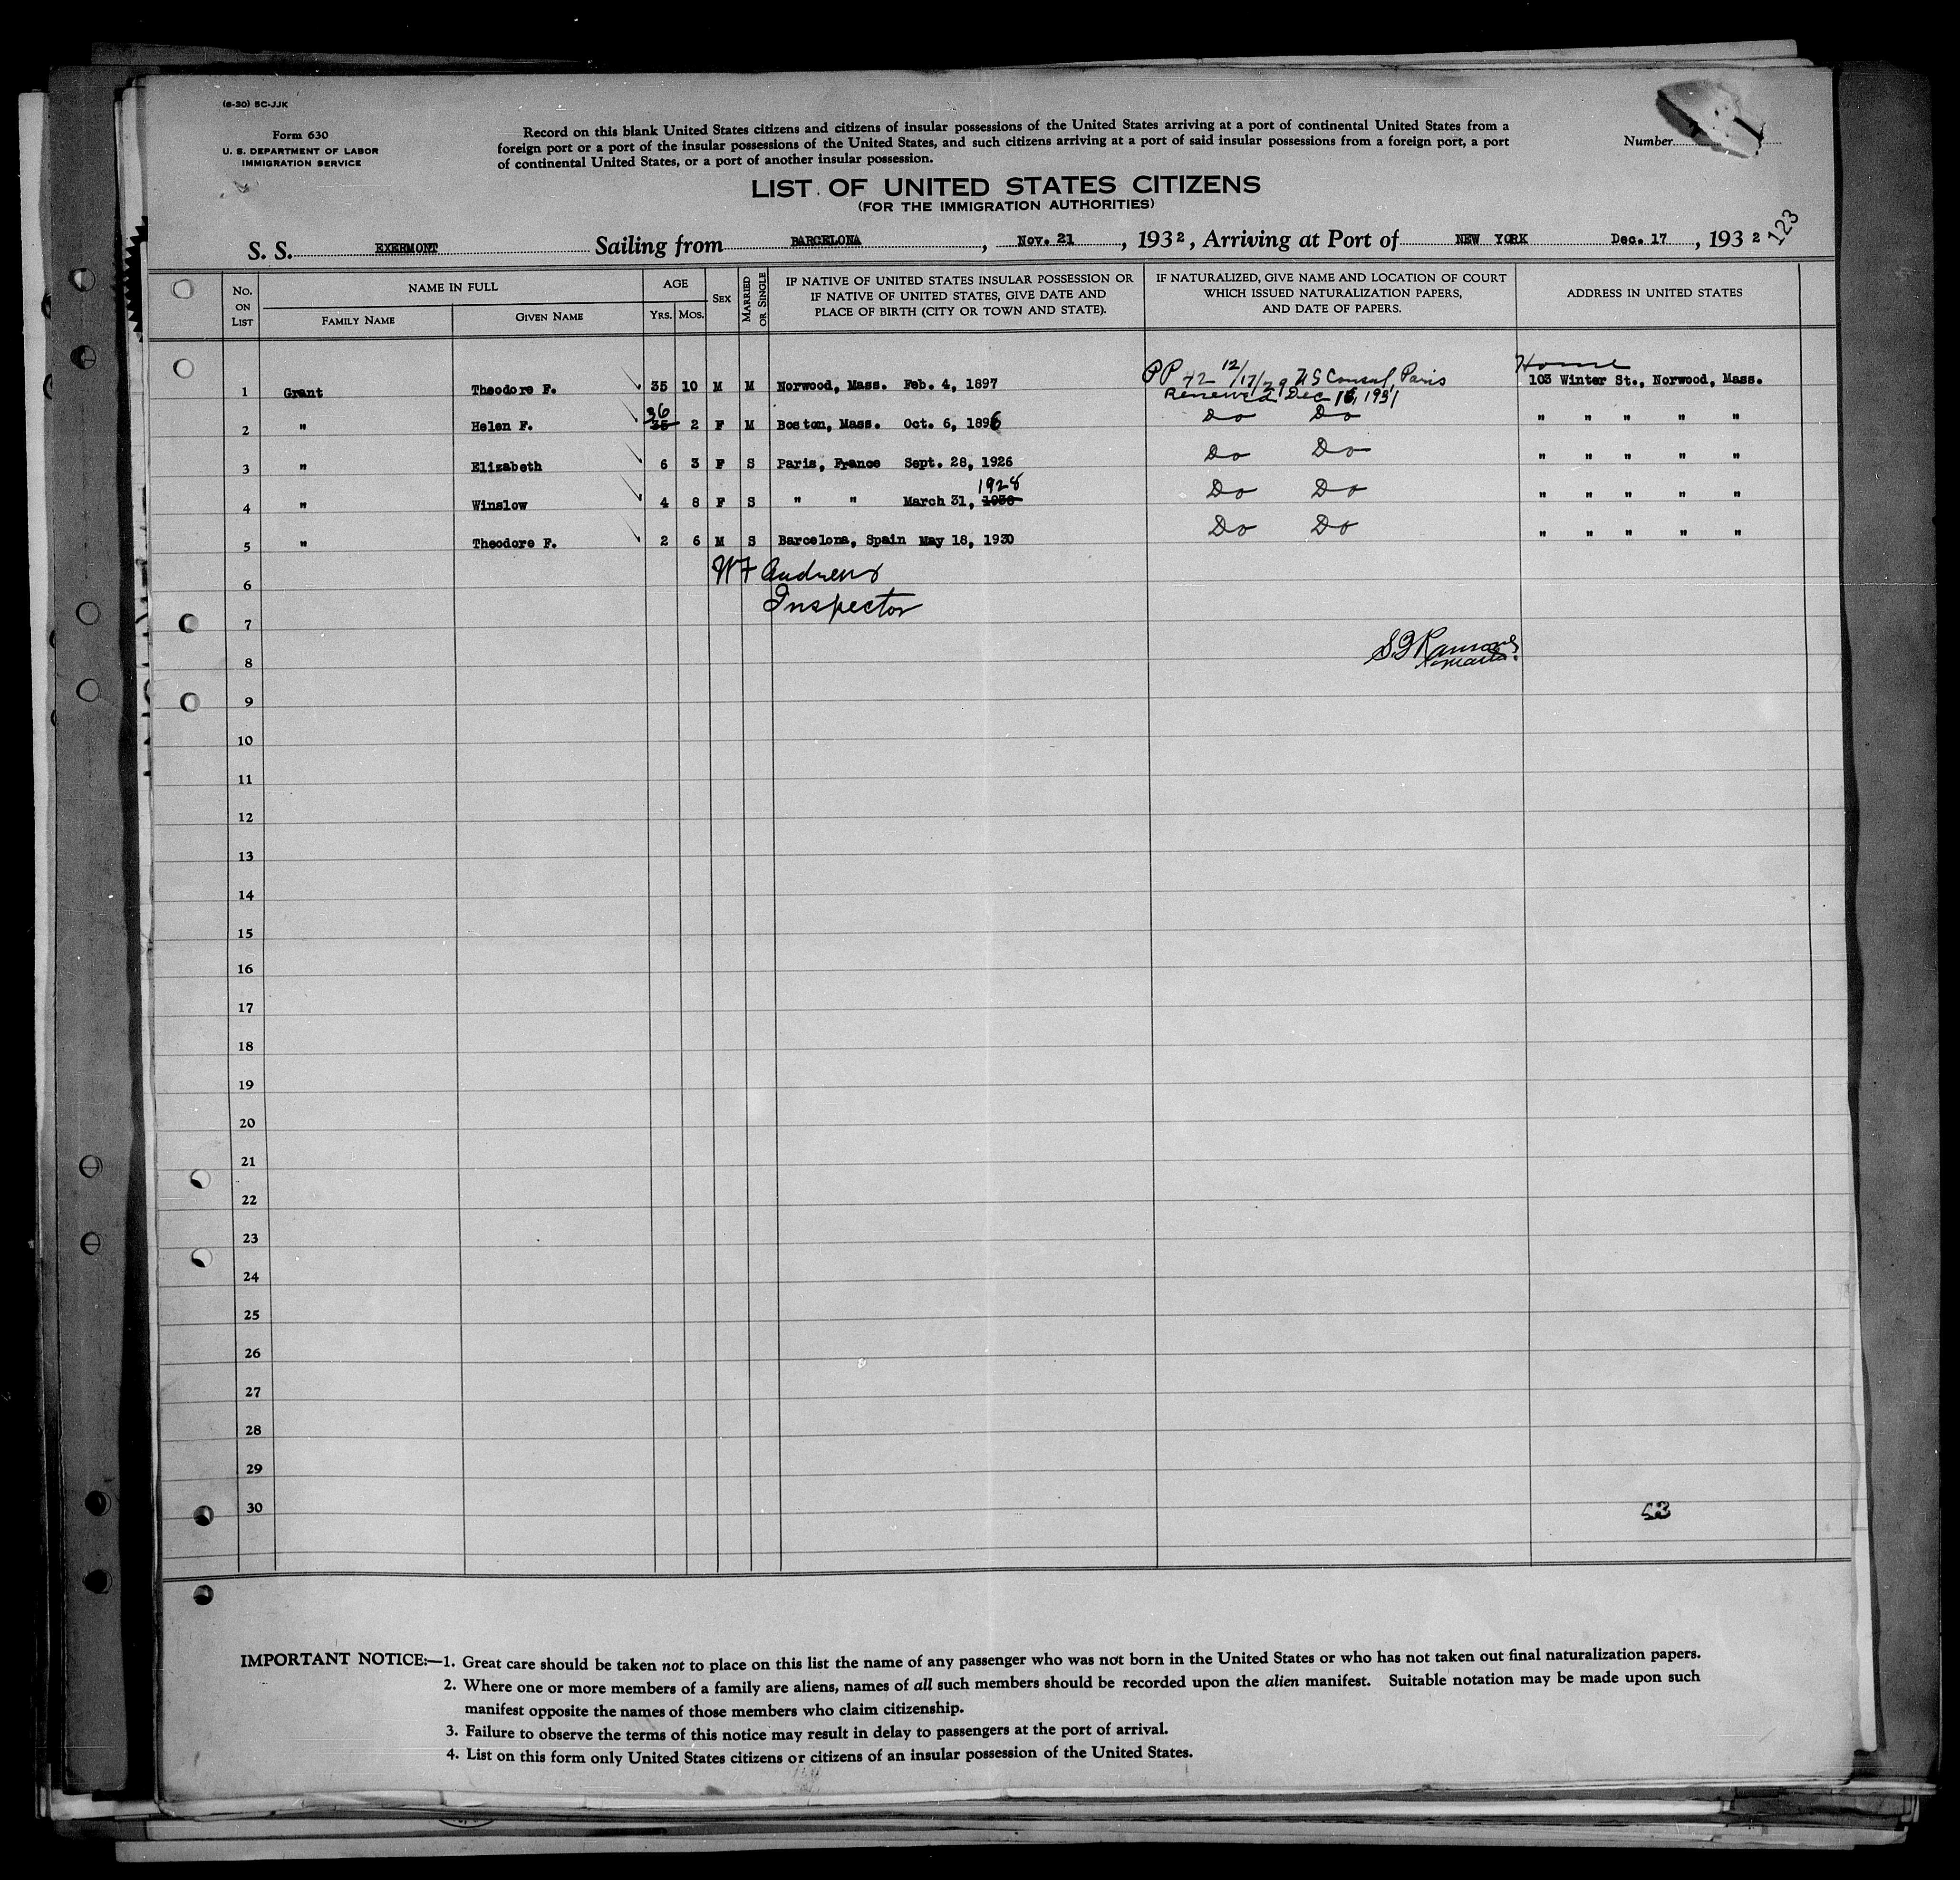 (8-30) 5C-JJK
Form 630
U. S. DEPARTMENT OF LABOR
IMMIGRATION SERVICE
Record on this blank United States citizens and citizens of insular possessions of the United States arriving at a port of continental United States from a
foreign port or a port of the insular possessions of the United States, and such citizens arriving at a port of said insular possessions from a foreign port, a port
of continental United States, or a port of another insular possession.
Number
LIST OF UNITED STATES CITIZENS
(FOR THE IMMIGRATION AUTHORITIES)
123
S. S. EXERMONT Sailing from BARCELONA, Nov. 21, 1932, Arriving at Port of NEW YORK Dec. 17, 1932
No. ON LIST
NAME IN FULL
FAMILY NAME
GIVEN NAME
AGE
YRS. MOS.
SEX
MARRIED OR SINGLE
IF NATIVE OF UNITED STATES INSULAR POSSESSION OR
IF NATIVE OF UNITED STATES, GIVE DATE AND
PLACE OF BIRTH (CITY OR TOWN AND STATE).
IF NATURALIZED, GIVE NAME AND LOCATION OF COURT
WHICH ISSUED NATURALIZATION PAPERS,
AND DATE OF PAPERS.
ADDRESS IN UNITED STATES
Home
1 Grant Theodore F. 35 10 M M Norwood, Mass. Feb. 4, 1897 PP 42 12/17/29 US Consul, Paris 103 Winter St., Norwood, Mass.
Renewed Dec 16, 1931
36
2 " Helen F. 35 2 F M Boston, Mass. Oct. 6, 1896 Do Do " " " " "
3 " Elizabeth 6 3 F S Paris, France Sept. 28, 1926 Do Do " " " " "
1928
4 " Winslow 4 8 F S " " March 31, 1938 Do Do " " " " "
5 " Theodore F. 2 6 M S Barcelona, Spain May 18, 1930 Do Do " " " " "
W F Andrews
6
Inspector
7
8
9
10
11
12
13
14
15
16
17
18
19
20
21
22
23
24
25
26
27
28
29
30
43
IMPORTANT NOTICE:—1. Great care should be taken not to place on this list the name of any passenger who was not born in the United States or who has not taken out final naturalization papers.
2. Where one or more members of a family are aliens, names of all such members should be recorded upon the alien manifest. Suitable notation may be made upon such
manifest opposite the names of those members who claim citizenship.
3. Failure to observe the terms of this notice may result in delay to passengers at the port of arrival.
4. List on this form only United States citizens or citizens of an insular possession of the United States.